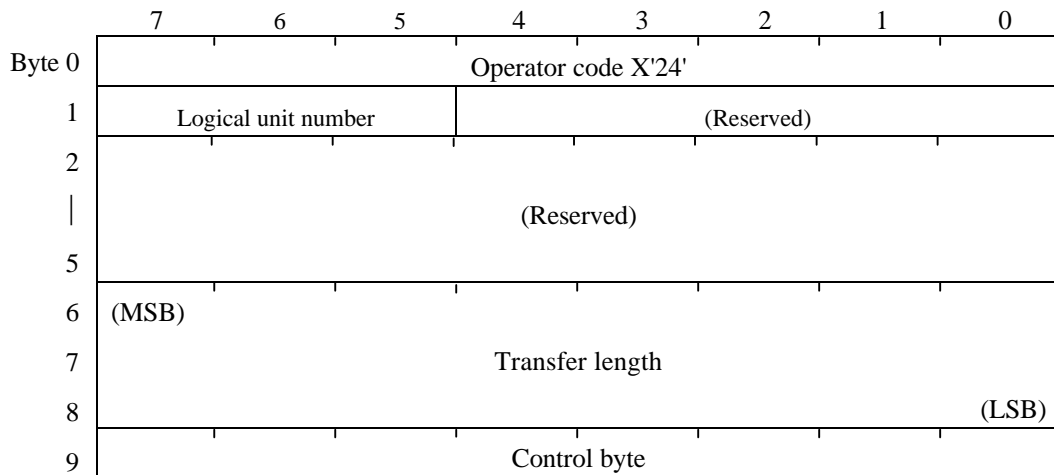 7 6 5 4 3 2 1 0
Byte 0 Operator code X'24'
1 Logical unit number (Reserved)
2
| (Reserved)
5
6 (MSB)
7 Transfer length
8 (LSB)
9 Control byte